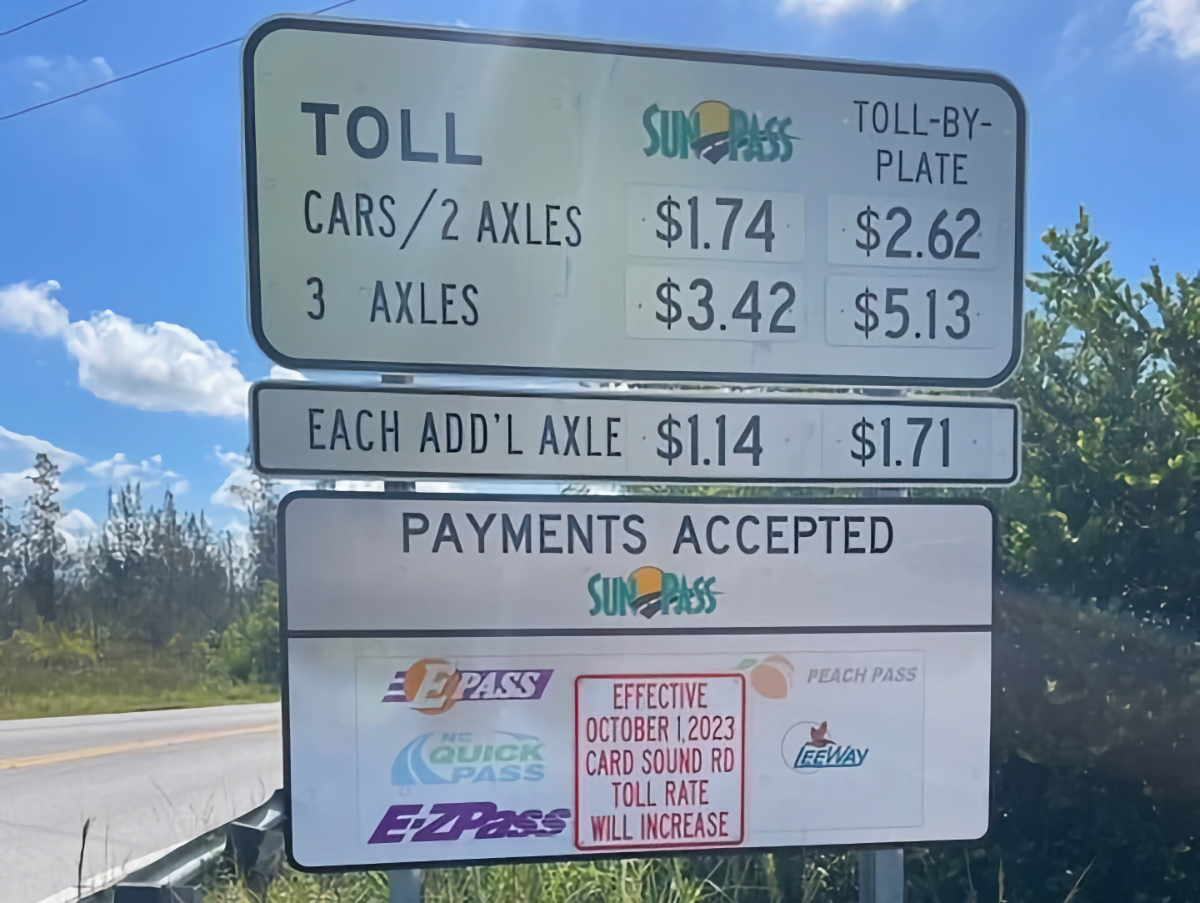 TOLL SUNPASS TOLL-BY-
PLATE
CARS/2 AXLES $1.74 $2.62
3 AXLES $3.42 $5.13
EACH ADD'L AXLE $1.14 $1.71
PAYMENTS ACCEPTED
SUNPASS
E PASS
NC
QUICK
PASS
E-ZPass
EFFECTIVE
OCTOBER 1,2023
CARD SOUND RD
TOLL RATE
WILL INCREASE
PEACH PASS
LEEWAY